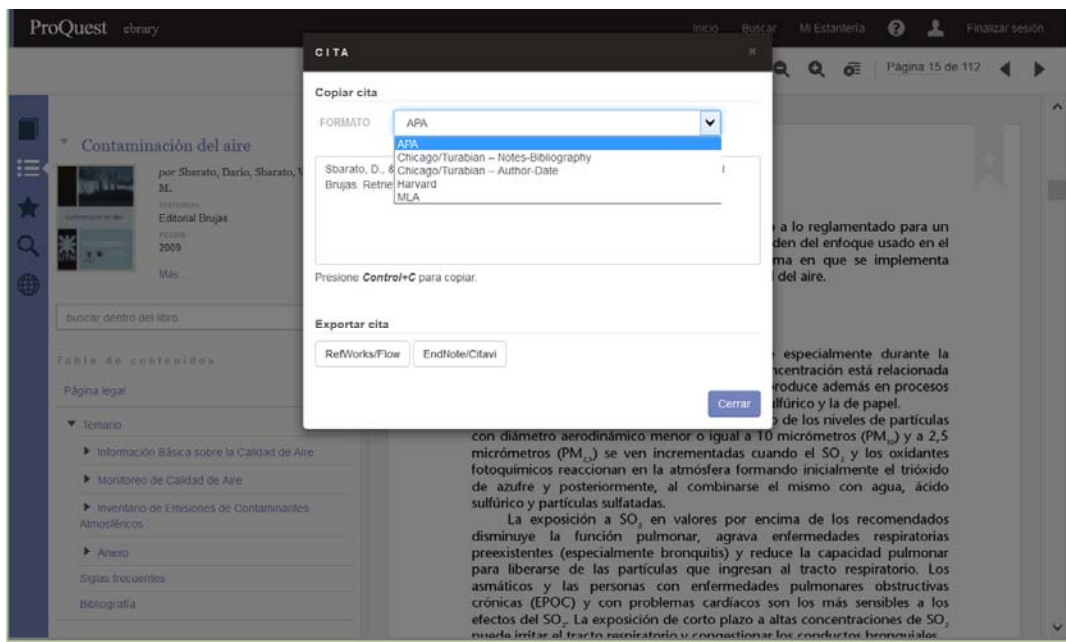 ProQuest ebrary
Inicio Buscar Mi Estantería Finalizar sesión
Página 15 de 112
CITA
Copiar cita
FORMATO APA
APA
Chicago/Turabian – Notes-Bibliography
Chicago/Turabian – Author-Date
Harvard
MLA
Sbarato, D., &
Brujas. Retrie
Presione Control+C para copiar.
Exportar cita
RefWorks/Flow EndNote/Citavi
Cerrar
Contaminación del aire
por Sbarato, Darío, Sbarato, V
M.
EDITORIAL
Editorial Brujas
FECHA
2009
Más...
buscar dentro del libro
Tabla de contenidos
Página legal
Temario
Información Básica sobre la Calidad de Aire
Monitoreo de Calidad de Aire
Inventario de Emisiones de Contaminantes
Atmosféricos
Anexo
Siglas frecuentes
Bibliografía
a lo reglamentado para un
den del enfoque usado en el
ma en que se implementa
del aire.
especialmente durante la
ncentración está relacionada
roduce además en procesos
lfúrico y la de papel.
o de los niveles de partículas
con diámetro aerodinámico menor o igual a 10 micrómetros (PM10) y a 2,5
micrómetros (PM2,5) se ven incrementadas cuando el SO2 y los oxidantes
fotoquímicos reaccionan en la atmósfera formando inicialmente el trióxido
de azufre y posteriormente, al combinarse el mismo con agua, ácido
sulfúrico y partículas sulfatadas.
La exposición a SO2 en valores por encima de los recomendados
disminuye la función pulmonar, agrava enfermedades respiratorias
preexistentes (especialmente bronquitis) y reduce la capacidad pulmonar
para liberarse de las partículas que ingresan al tracto respiratorio. Los
asmáticos y las personas con enfermedades pulmonares obstructivas
crónicas (EPOC) y con problemas cardíacos son los más sensibles a los
efectos del SO2. La exposición de corto plazo a altas concentraciones de SO2
puede irritar el tracto respiratorio y congestionar los conductos bronquiales